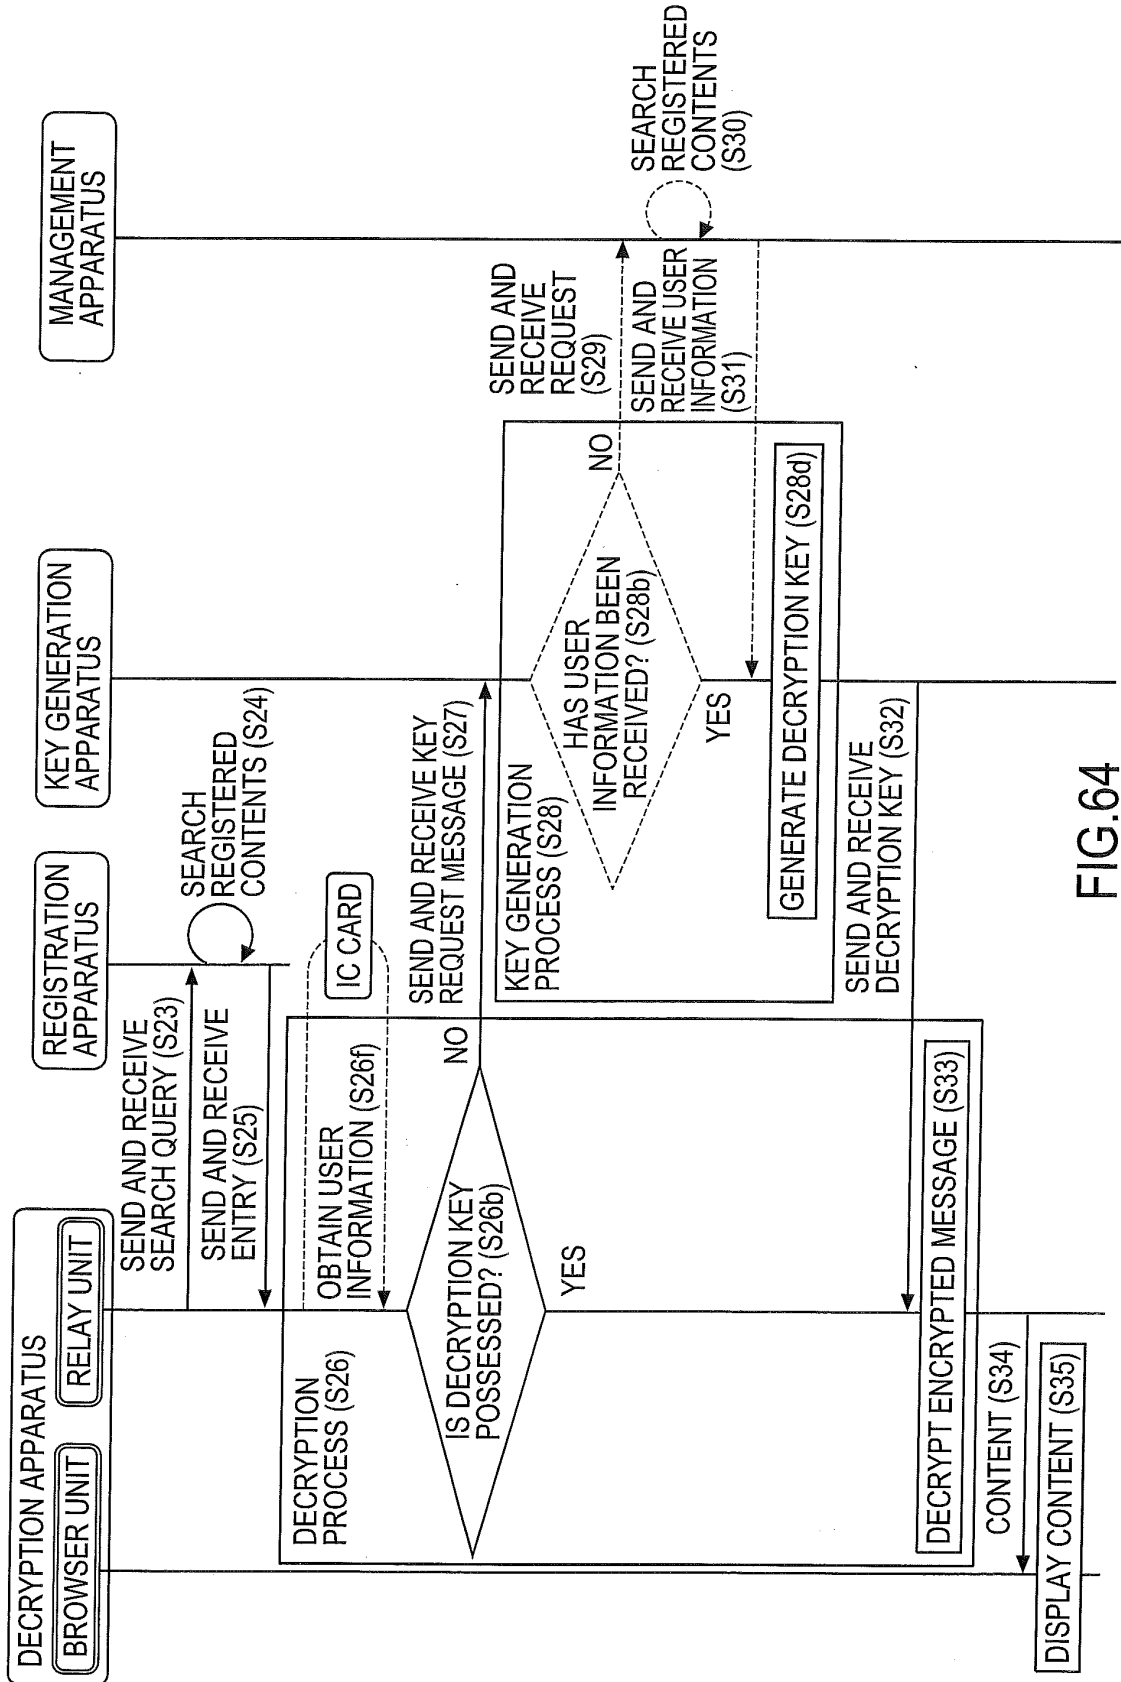 DECRYPTION APPARATUS
BROWSER UNIT
RELAY UNIT
REGISTRATION
APPARATUS
KEY GENERATION
APPARATUS
MANAGEMENT
APPARATUS
SEND AND RECEIVE
SEARCH QUERY (S23)
SEARCH
REGISTERED
CONTENTS (S24)
SEND AND RECEIVE
ENTRY (S25)
DECRYPTION
PROCESS (S26)
OBTAIN USER
INFORMATION (S26f)
IC CARD
IS DECRYPTION KEY
POSSESSED? (S26b)
NO
YES
SEND AND RECEIVE KEY
REQUEST MESSAGE (S27)
KEY GENERATION
PROCESS (S28)
HAS USER
INFORMATION BEEN
RECEIVED? (S28b)
NO
YES
SEND AND
RECEIVE
REQUEST
(S29)
SEARCH
REGISTERED
CONTENTS
(S30)
SEND AND
RECEIVE USER
INFORMATION
(S31)
GENERATE DECRYPTION KEY (S28d)
SEND AND RECEIVE
DECRYPTION KEY (S32)
DECRYPT ENCRYPTED MESSAGE (S33)
CONTENT (S34)
DISPLAY CONTENT (S35)
FIG.64